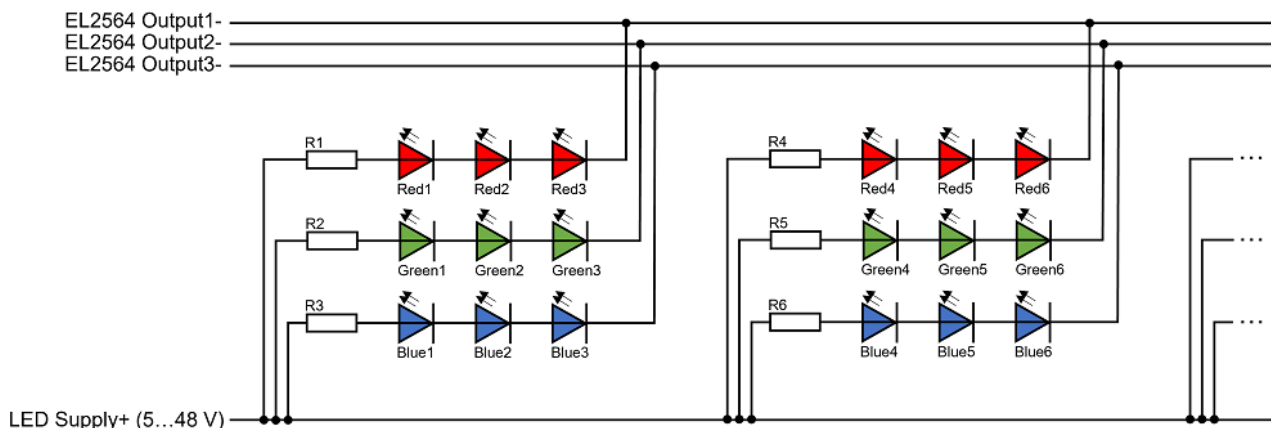 EL2564 Output1-
EL2564 Output2-
EL2564 Output3-
R1
Red1 Red2 Red3
R4
Red4 Red5 Red6
...
R2
Green1 Green2 Green3
R5
Green4 Green5 Green6
...
R3
Blue1 Blue2 Blue3
R6
Blue4 Blue5 Blue6
...
LED Supply+ (5...48 V)